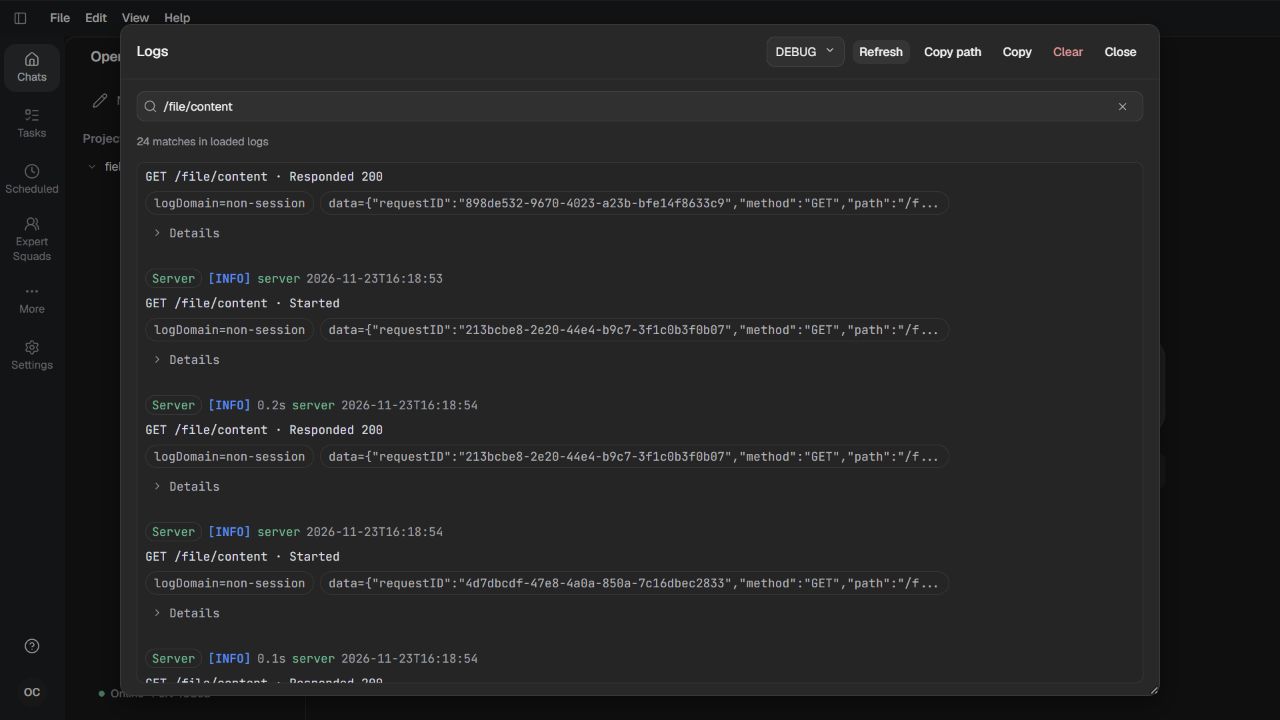 File Edit View Help
Chats
Tasks
Scheduled
Expert
Squads
More
Settings
OC
Logs
DEBUG
Refresh
Copy path
Copy
Clear
Close
/file/content
24 matches in loaded logs
GET /file/content · Responded 200
logDomain=non-session data={"requestID":"898de532-9670-4023-a23b-bfe14f8633c9","method":"GET","path":"/f...
Details
Server [INFO] server 2026-11-23T16:18:53
GET /file/content · Started
logDomain=non-session data={"requestID":"213bcbe8-2e20-44e4-b9c7-3f1c0b3f0b07","method":"GET","path":"/f...
Details
Server [INFO] 0.2s server 2026-11-23T16:18:54
GET /file/content · Responded 200
logDomain=non-session data={"requestID":"213bcbe8-2e20-44e4-b9c7-3f1c0b3f0b07","method":"GET","path":"/f...
Details
Server [INFO] server 2026-11-23T16:18:54
GET /file/content · Started
logDomain=non-session data={"requestID":"4d7dbcdf-47e8-4a0a-850a-7c16dbec2833","method":"GET","path":"/f...
Details
Server [INFO] 0.1s server 2026-11-23T16:18:54
GET /file/content · Responded 200